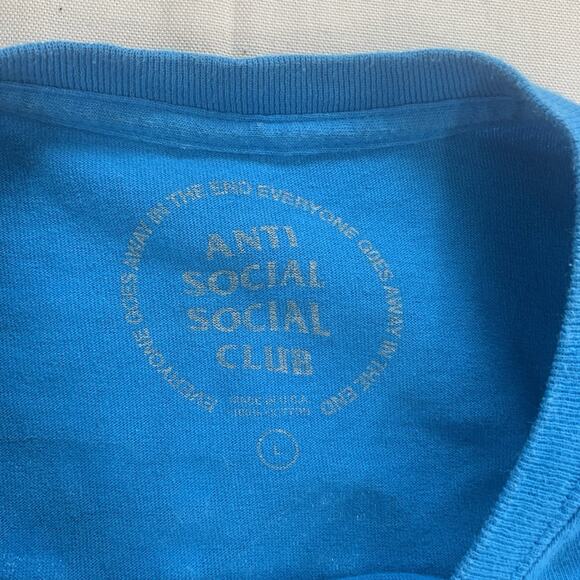 EVERYONE GOES AWAY IN THE END EVERYONE GOES AWAY IN THE END
ANTI
SOCIAL
SOCIAL
CLUB
MADE IN U.S.A.
100% COTTON
L